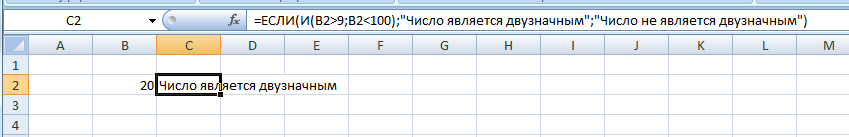 C2 fx =ЕСЛИ(И(B2>9;B2<100);"Число является двузначным";"Число не является двузначным")
A B C D E F G H I J K L M
1
2 20 Число является двузначным
3
4